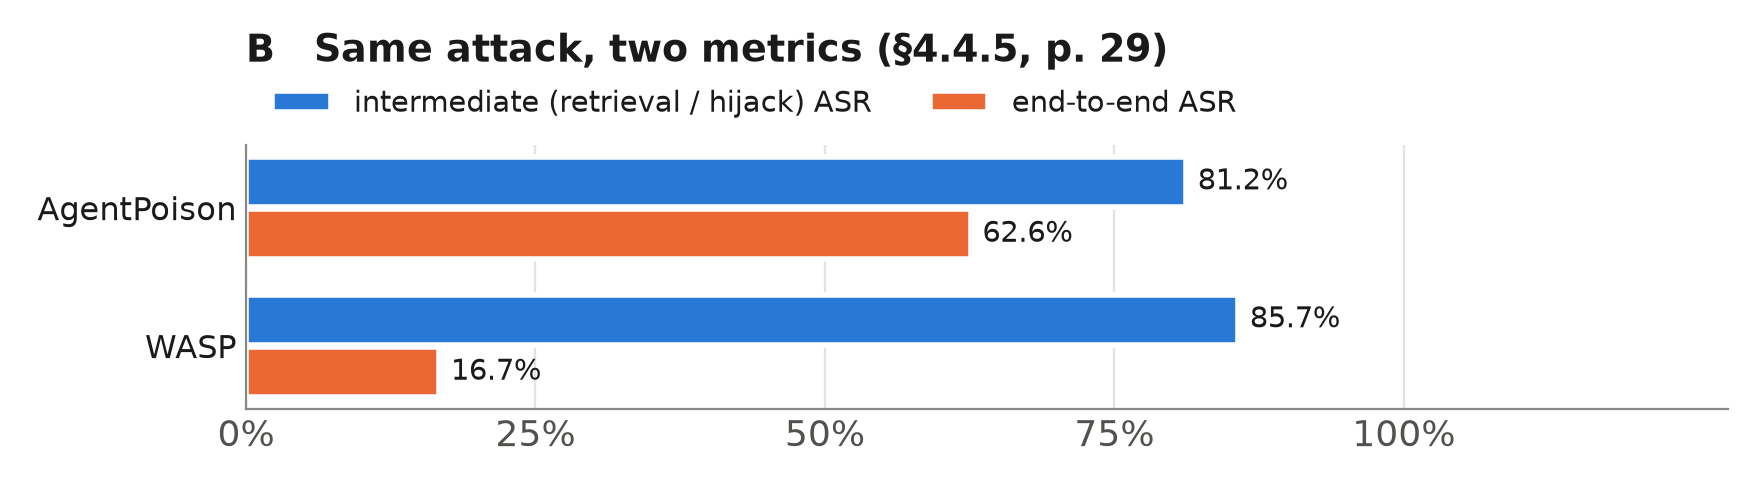 B Same attack, two metrics (§4.4.5, p. 29)
intermediate (retrieval / hijack) ASR end-to-end ASR
AgentPoison
81.2%
62.6%
WASP
85.7%
16.7%
0% 25% 50% 75% 100%